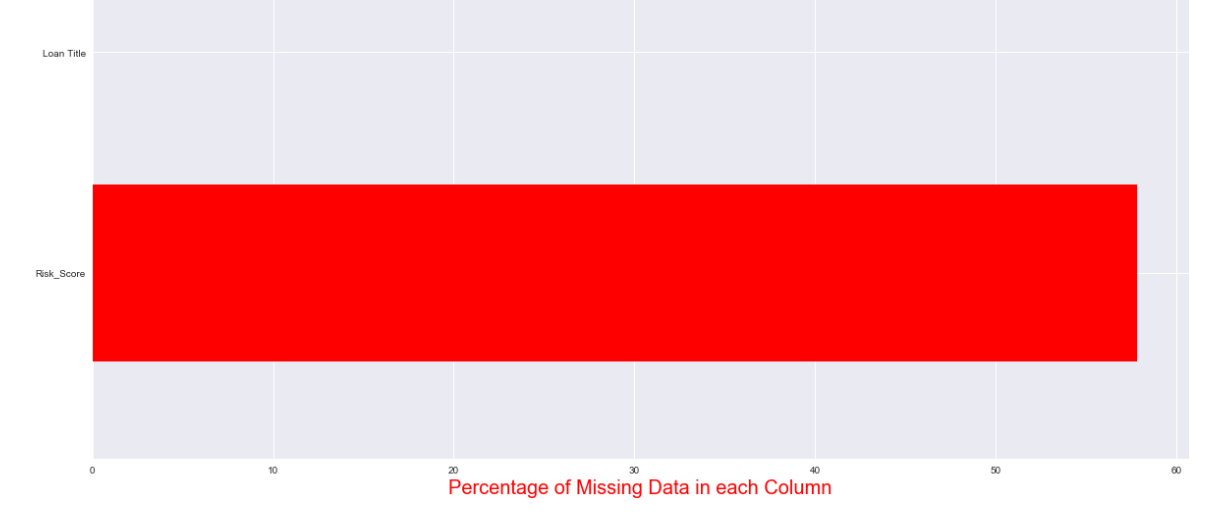 Loan Title
Risk_Score
0 10 20 30 40 50 60
Percentage of Missing Data in each Column